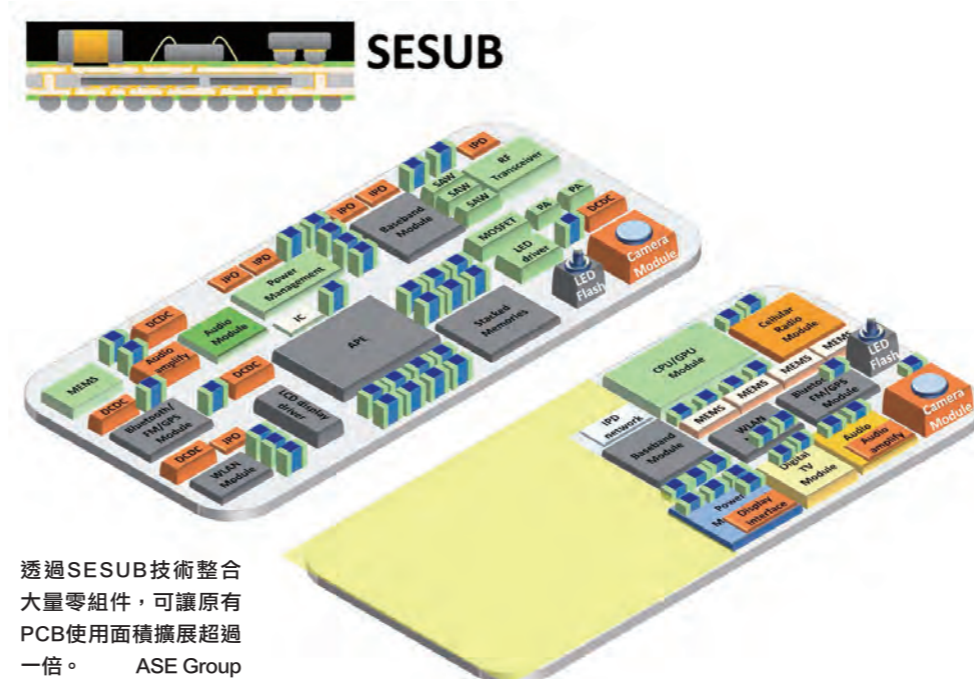 SESUB
IPD
RF
Transceiver
SAW
SAW
SAW
IPD
IPD
Baseband
Module
PA
PA
DCDC
MOSFET
LED
driver
Camera
Module
LED
Flash
IPD
IPD
Power
Management
IC
DCDC
Audio
Module
Audio
amplify
APE
Stacked
Memories
MEMS
DCDC
DCDC
LCD display
driver
Bluetooth/
FM/GPS
Module
DCDC
IPD
WLAN
Module
Cellular
Radio
Module
CPU/GPU
Module
MEMS
MEMS
MEMS
MEMS
LED
Flash
Camera
Module
FM/GPS
Module
IPD
network
WLAN
Baseband
Module
Audio
Audio
amplify
Digital
TV
Module
Power
Display
interface
透過SESUB技術整合
大量零組件，可讓原有
PCB使用面積擴展超過
一倍。 ASE Group